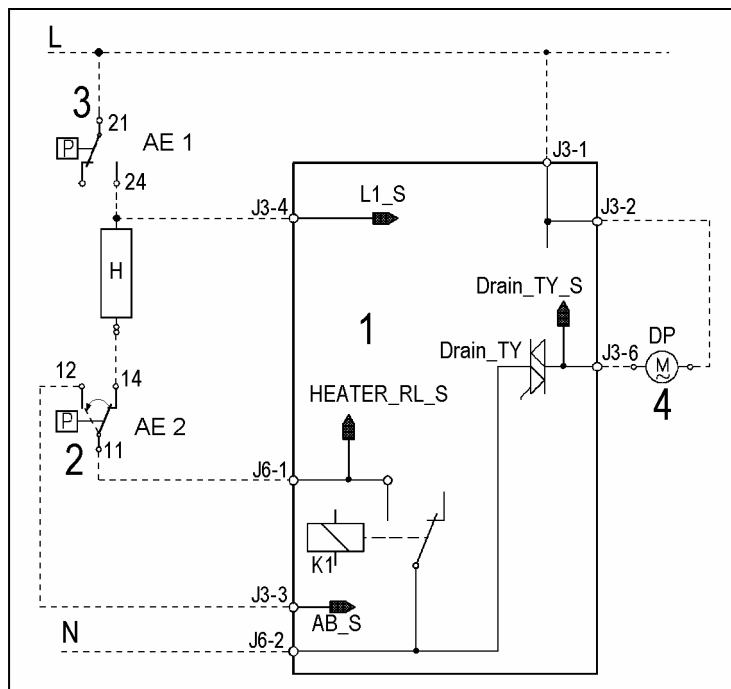 L
3
21
AE 1
P
24
J3-1
J3-4
L1_S
J3-2
H
1
Drain_TY_S
Drain_TY
DP
J3-6
M
~
4
12
14
HEATER_RL_S
P
AE 2
2
11
J6-1
K1
J3-3
AB_S
N
J6-2